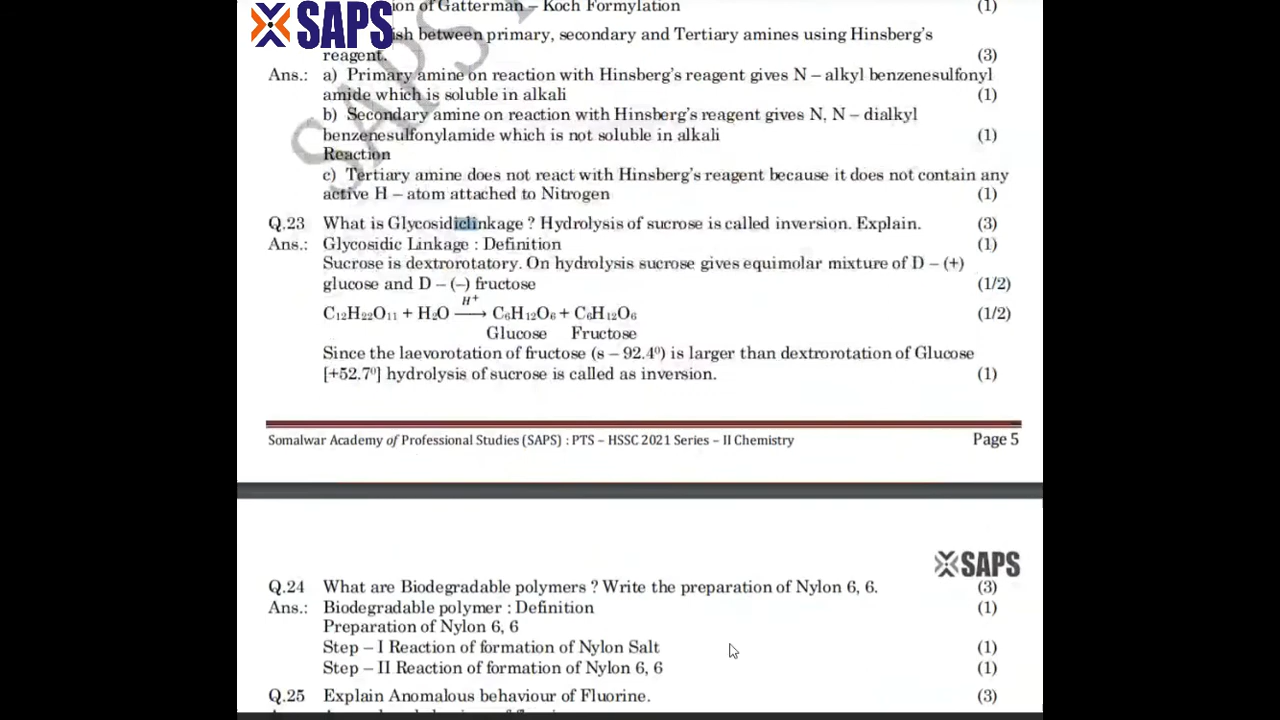 SAPS
ion of Gatterman – Koch Formylation (1)
ish between primary, secondary and Tertiary amines using Hinsberg's
reagent. (3)
Ans.: a) Primary amine on reaction with Hinsberg's reagent gives N – alkyl benzenesulfonyl
amide which is soluble in alkali (1)
b) Secondary amine on reaction with Hinsberg's reagent gives N, N – dialkyl
benzenesulfonylamide which is not soluble in alkali (1)
Reaction
c) Tertiary amine does not react with Hinsberg's reagent because it does not contain any
active H – atom attached to Nitrogen (1)
Q.23 What is Glycosidiclinkage ? Hydrolysis of sucrose is called inversion. Explain. (3)
Ans.: Glycosidic Linkage : Definition (1)
Sucrose is dextrorotatory. On hydrolysis sucrose gives equimolar mixture of D – (+)
glucose and D – (–) fructose (1/2)
C₁₂H₂₂O₁₁ + H₂O —H⁺→ C₆H₁₂O₆ + C₆H₁₂O₆ (1/2)
Glucose Fructose
Since the laevorotation of fructose (s – 92.4⁰) is larger than dextrorotation of Glucose
[+52.7⁰] hydrolysis of sucrose is called as inversion. (1)
Somalwar Academy of Professional Studies (SAPS) : PTS – HSSC 2021 Series – II Chemistry Page 5
SAPS
Q.24 What are Biodegradable polymers ? Write the preparation of Nylon 6, 6. (3)
Ans.: Biodegradable polymer : Definition (1)
Preparation of Nylon 6, 6
Step – I Reaction of formation of Nylon Salt (1)
Step – II Reaction of formation of Nylon 6, 6 (1)
Q.25 Explain Anomalous behaviour of Fluorine. (3)